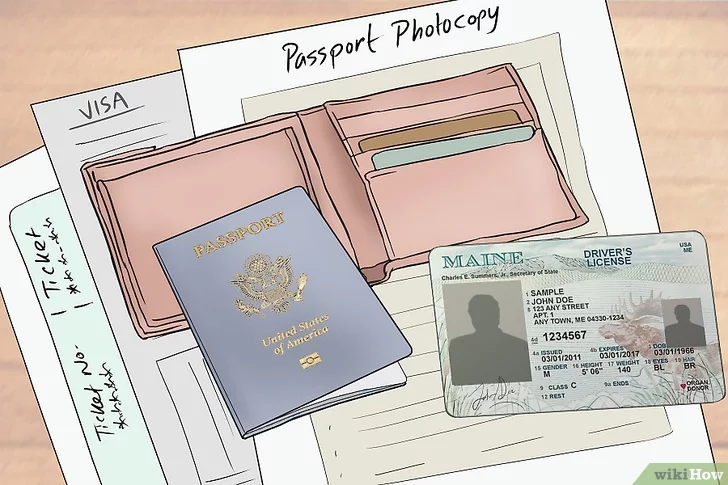 Passport Photocopy
VISA
1 Ticket
Ticket No.
PASSPORT
United States
of America
MAINE
DRIVER'S
LICENSE
USA
ME
Charles E. Summers, Jr., Secretary of State
1 SAMPLE
2 JOHN DOE
8 123 ANY STREET
APT. 1
ANY TOWN, ME 04330-1234
4d 1234567
4a ISSUED
03/01/2011
4b EXPIRES
03/01/2017
3 DOB
03/01/1966
15 GENDER
M
16 HEIGHT
5' 06"
17 WEIGHT
140
18 EYES
BL
19 HAIR
BR
9 CLASS C
9a ENDS
12 REST
ORGAN
DONOR
wikiHow